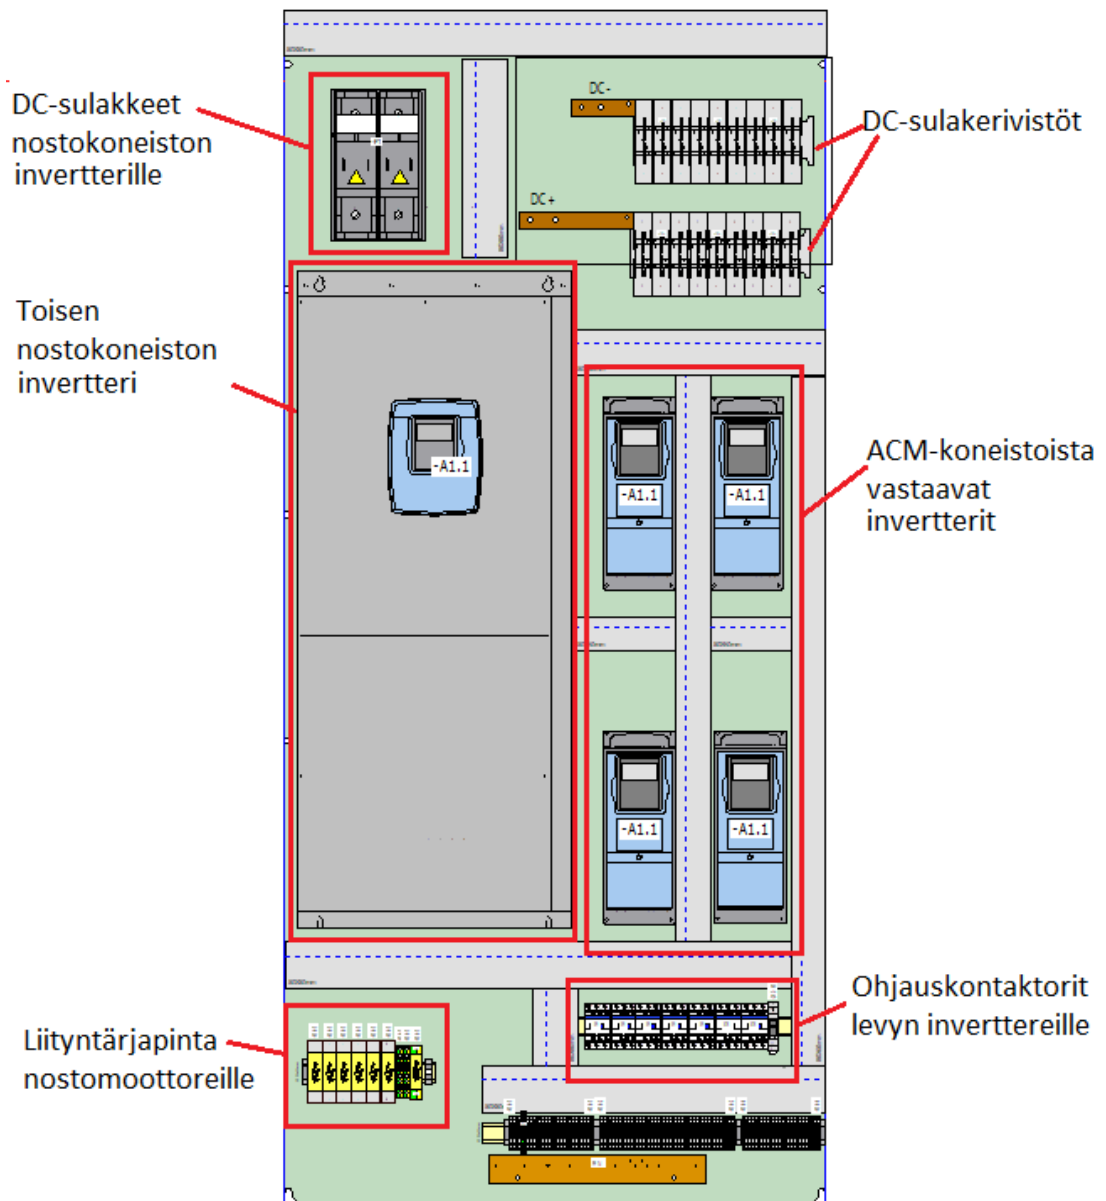 DC-sulakkeet
nostokoneiston
invertterille
DC-
DC+
DC-sulakerivistöt
Toisen
nostokoneiston
invertteri
-A1.1
-A1.1
-A1.1
ACM-koneistoista
vastaavat
invertterit
-A1.1
-A1.1
Ohjauskontaktorit
levyn inverttereille
Liityntärjapinta
nostomoottoreille